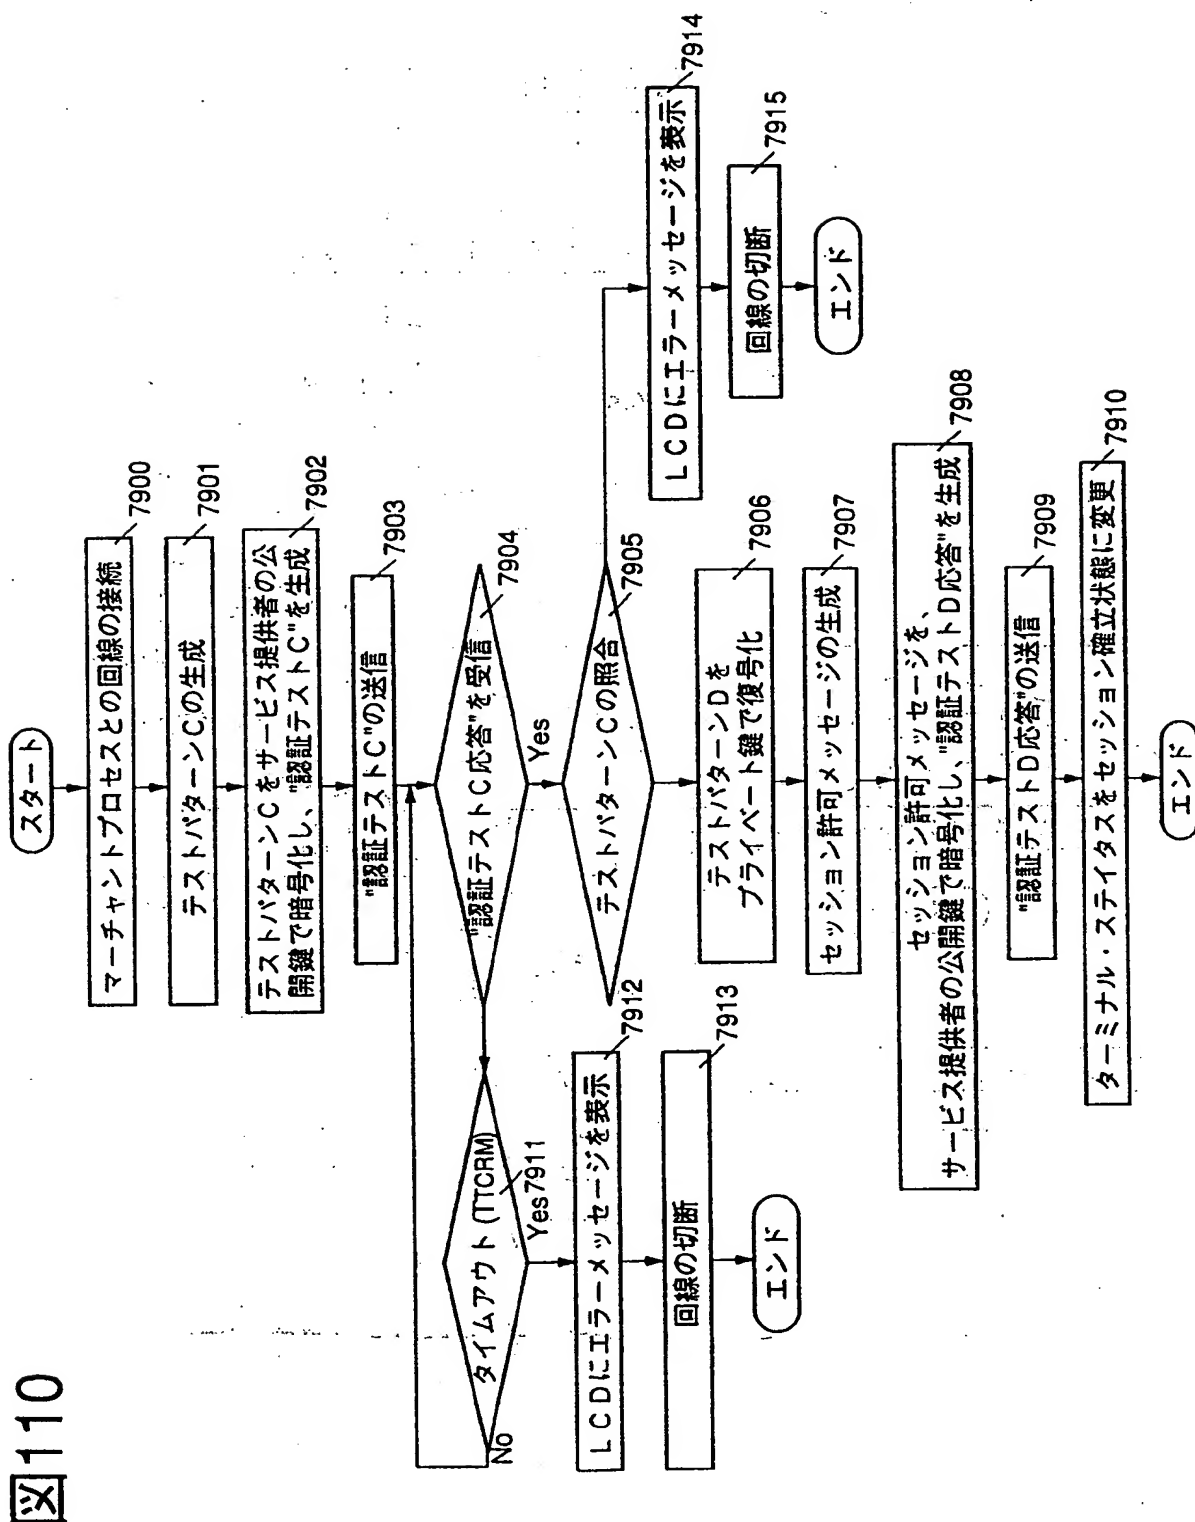 図110
スタート
マーチャントプロセスとの回線の接続
7900
テストパターンCの生成
7901
テストパターンCをサービス提供者の公
開鍵で暗号化し、"認証テストC"を生成
7902
"認証テストC"の送信
7903
"認証テストC応答"を受信
7904
Yes
タイムアウト(TTCRM)
7911
No
Yes
LCDにエラーメッセージを表示
7912
回線の切断
7913
エンド
テストパターンCの照合
7905
LCDにエラーメッセージを表示
7914
回線の切断
7915
エンド
テストパターンDを
プライベート鍵で復号化
7906
セッション許可メッセージの生成
7907
セッション許可メッセージを、
サービス提供者の公開鍵で暗号化し、"認証テストD応答"を生成
7908
"認証テストD応答"の送信
7909
ターミナル・ステイタスをセッション確立状態に変更
7910
エンド